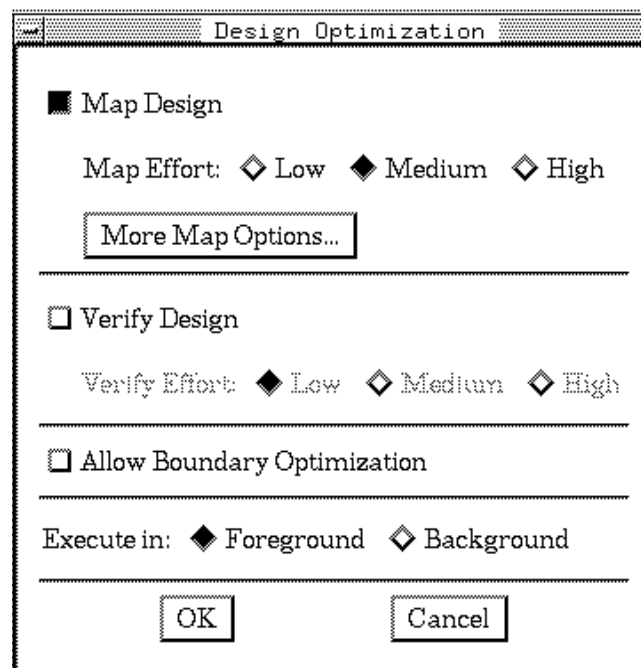 Design Optimization
Map Design
Map Effort: Low Medium High
More Map Options...
Verify Design
Verify Effort: Low Medium High
Allow Boundary Optimization
Execute in: Foreground Background
OK Cancel